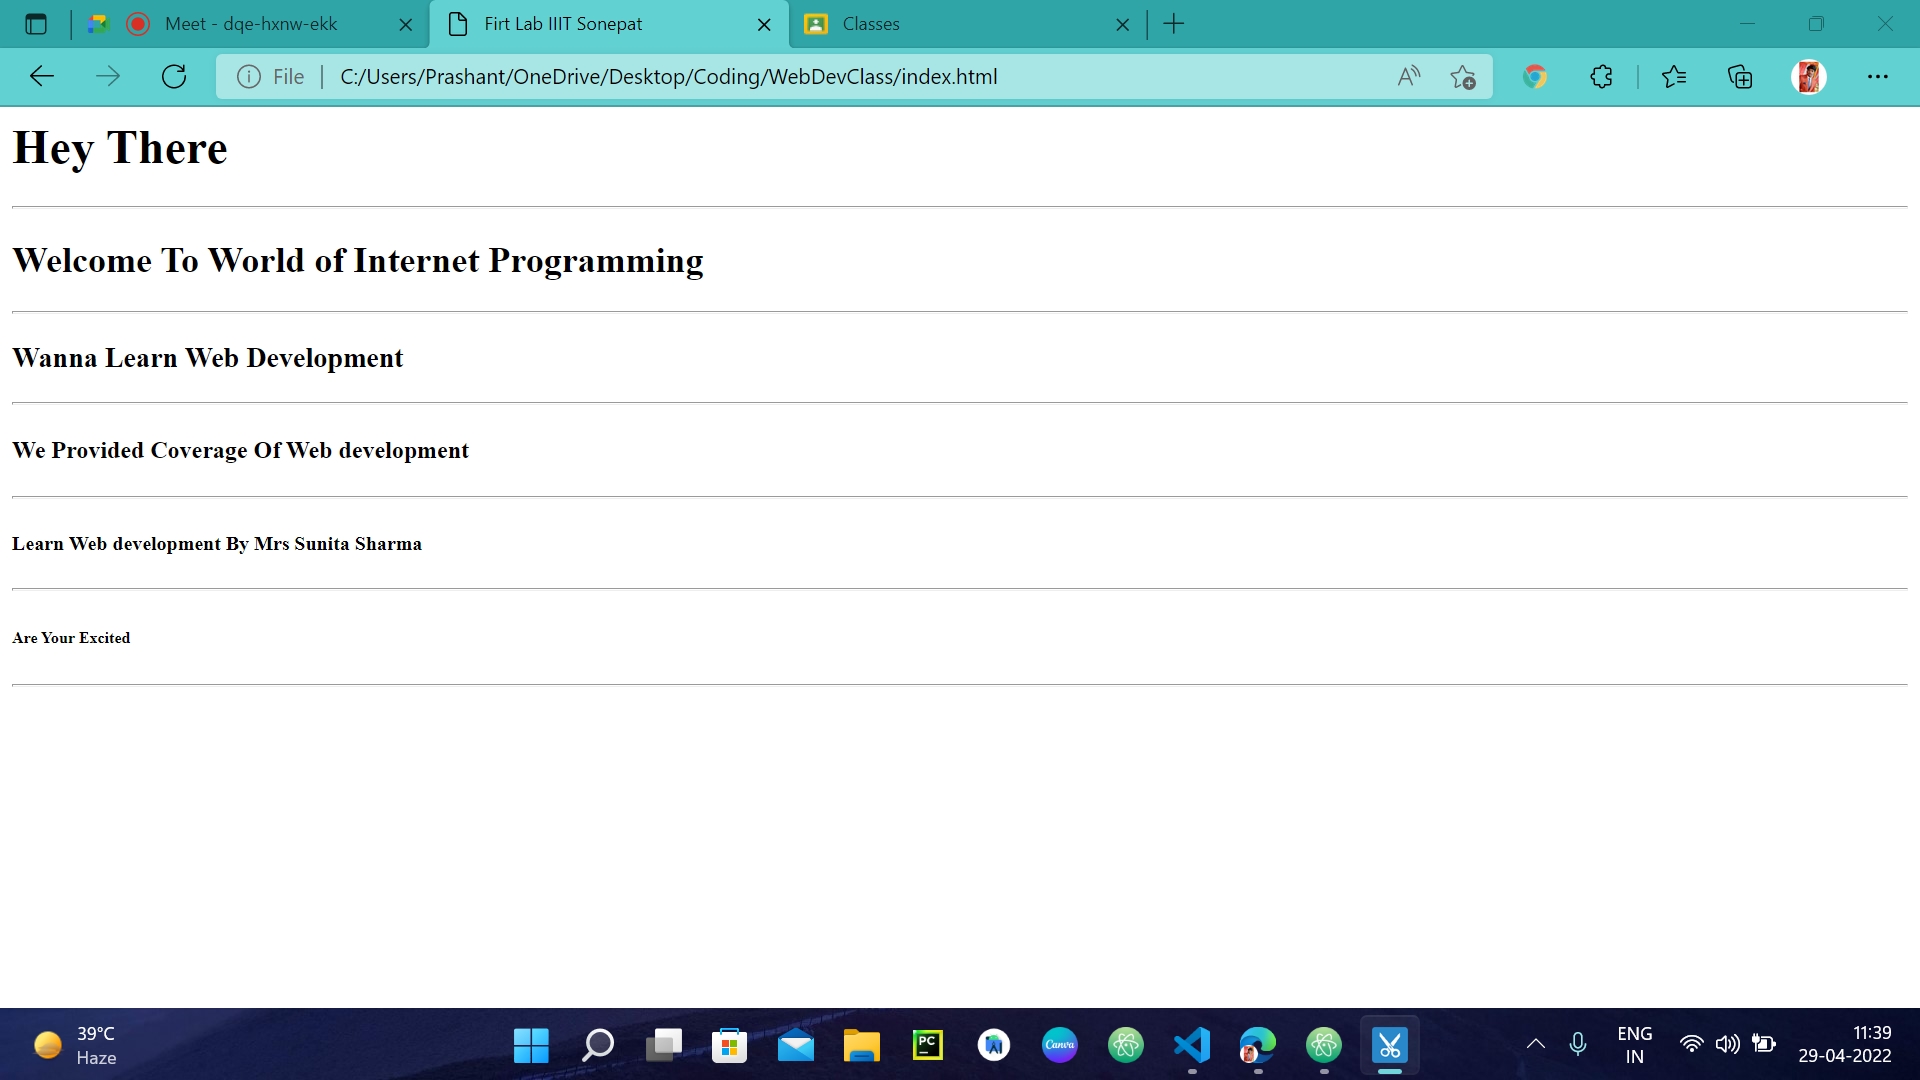 Meet - dqe-hxnw-ekk
Firt Lab IIIT Sonepat
Classes
File
C:/Users/Prashant/OneDrive/Desktop/Coding/WebDevClass/index.html
Hey There
Welcome To World of Internet Programming
Wanna Learn Web Development
We Provided Coverage Of Web development
Learn Web development By Mrs Sunita Sharma
Are Your Excited
39°C
Haze
PC
Canva
ENG
IN
11:39
29-04-2022